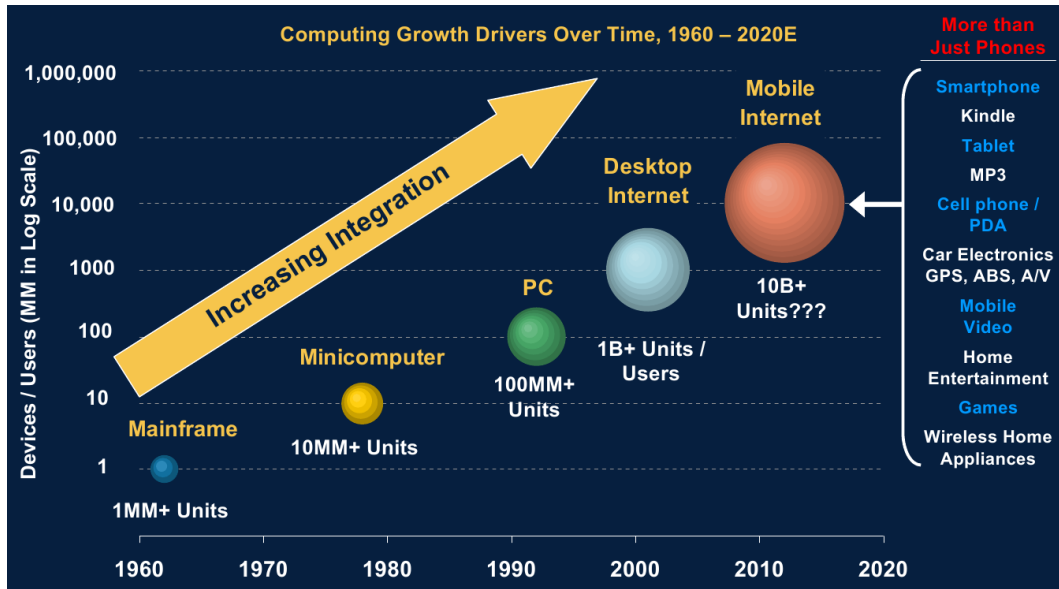 Computing Growth Drivers Over Time, 1960 – 2020E
More than
Just Phones
Devices / Users (MM in Log Scale)
1,000,000
100,000
10,000
1000
100
10
1
Increasing Integration
Mainframe
1MM+ Units
Minicomputer
10MM+ Units
PC
100MM+
Units
Desktop
Internet
1B+ Units /
Users
Mobile
Internet
10B+
Units???
Smartphone
Kindle
Tablet
MP3
Cell phone /
PDA
Car Electronics
GPS, ABS, A/V
Mobile
Video
Home
Entertainment
Games
Wireless Home
Appliances
1960
1970
1980
1990
2000
2010
2020